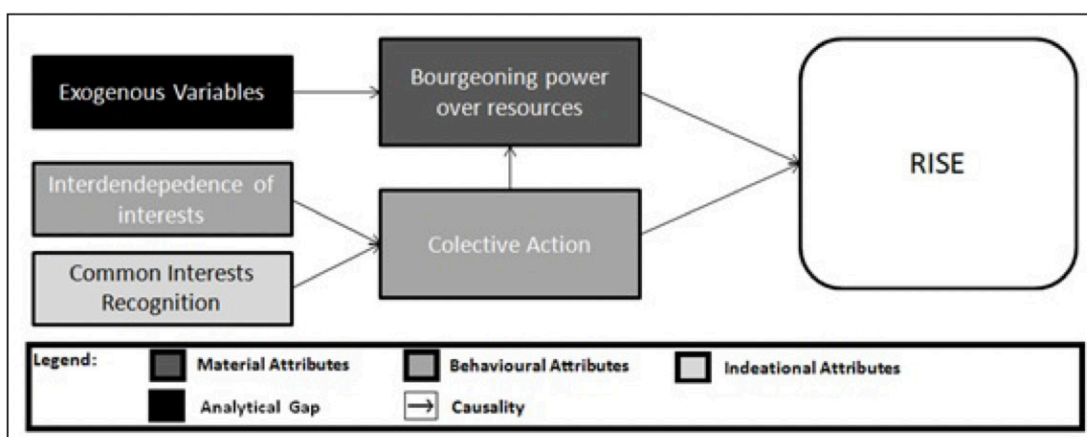 Exogenous Variables
Bourgeoning power
over resources
Interdendepedence of
interests
Colective Action
Common Interests
Recognition
RISE
Legend:
Material Attributes
Behavioural Attributes
Indeational Attributes
Analytical Gap
Causality